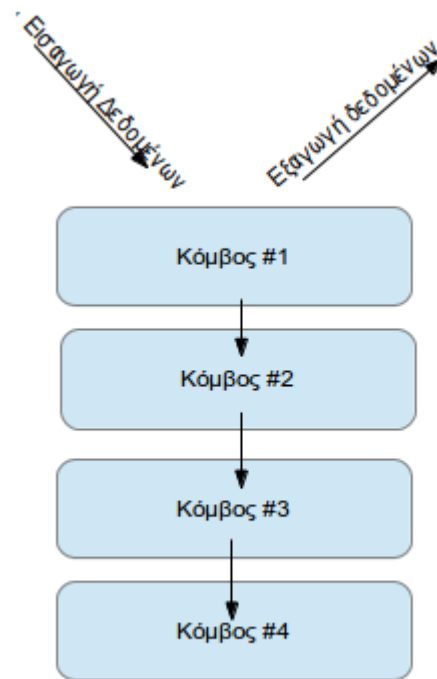 Εισαγωγή Δεδομένων
Εξαγωγή δεδομένων
Κόμβος #1
Κόμβος #2
Κόμβος #3
Κόμβος #4